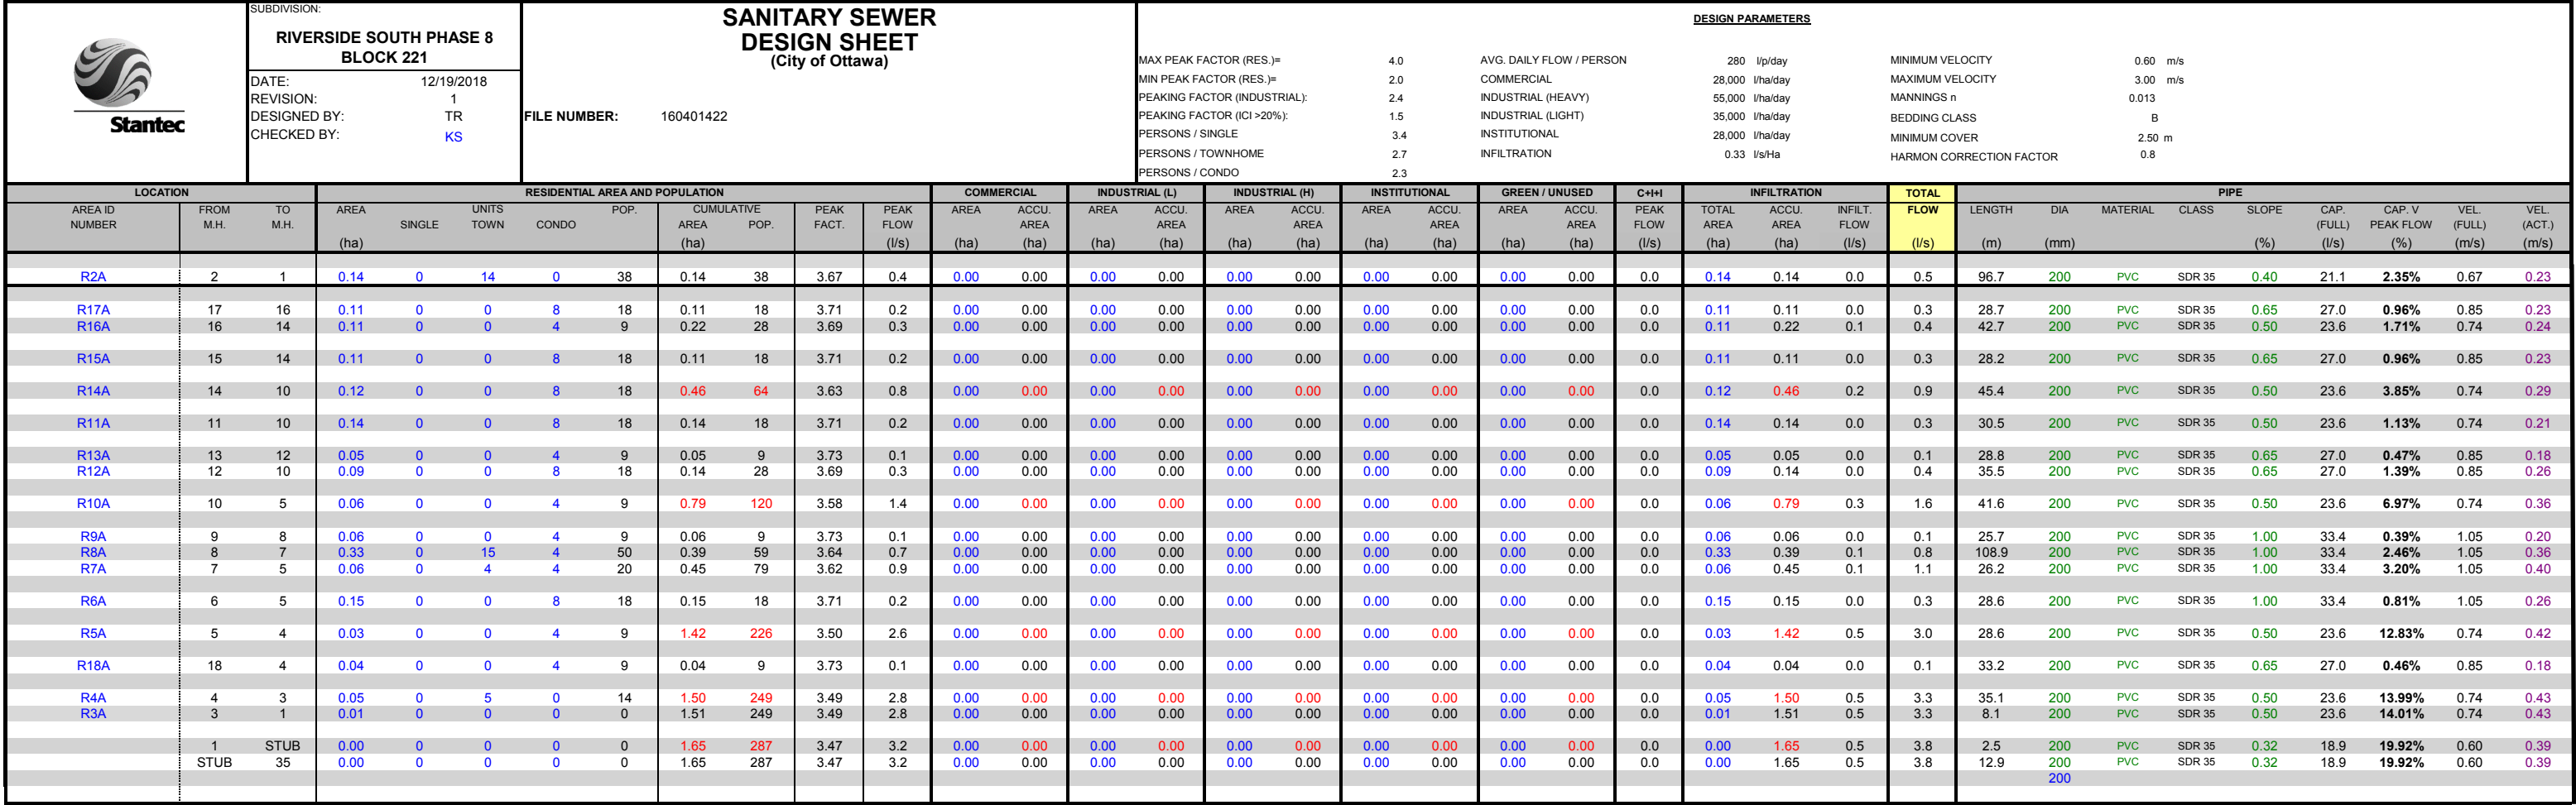 SUBDIVISION:
RIVERSIDE SOUTH PHASE 8
BLOCK 221
DATE: 12/19/2018
REVISION: 1
DESIGNED BY: TR
CHECKED BY: KS
Stantec
SANITARY SEWER
DESIGN SHEET
(City of Ottawa)
FILE NUMBER: 160401422
DESIGN PARAMETERS
MAX PEAK FACTOR (RES.)= 4.0 AVG. DAILY FLOW / PERSON 280 l/p/day MINIMUM VELOCITY 0.60 m/s
MIN PEAK FACTOR (RES.)= 2.0 COMMERCIAL 28,000 l/ha/day MAXIMUM VELOCITY 3.00 m/s
PEAKING FACTOR (INDUSTRIAL): 2.4 INDUSTRIAL (HEAVY) 55,000 l/ha/day MANNINGS n 0.013
PEAKING FACTOR (ICI >20%): 1.5 INDUSTRIAL (LIGHT) 35,000 l/ha/day BEDDING CLASS B
PERSONS / SINGLE 3.4 INSTITUTIONAL 28,000 l/ha/day MINIMUM COVER 2.50 m
PERSONS / TOWNHOME 2.7 INFILTRATION 0.33 l/s/Ha HARMON CORRECTION FACTOR 0.8
PERSONS / CONDO 2.3
LOCATION RESIDENTIAL AREA AND POPULATION COMMERCIAL INDUSTRIAL (L) INDUSTRIAL (H) INSTITUTIONAL GREEN / UNUSED C+I+I INFILTRATION TOTAL PIPE
AREA ID FROM TO AREA UNITS POP. CUMULATIVE PEAK PEAK AREA ACCU. AREA ACCU. AREA ACCU. AREA ACCU. AREA ACCU. PEAK TOTAL ACCU. INFILT. FLOW LENGTH DIA MATERIAL CLASS SLOPE CAP. CAP. V VEL. VEL.
NUMBER M.H. M.H. SINGLE TOWN CONDO AREA POP. FACT. FLOW AREA AREA AREA AREA AREA FLOW AREA AREA FLOW (FULL) PEAK FLOW (FULL) (ACT.)
(ha) (ha) (l/s) (ha) (ha) (ha) (ha) (ha) (ha) (ha) (ha) (ha) (ha) (l/s) (ha) (ha) (l/s) (l/s) (m) (mm) (%) (l/s) (%) (m/s) (m/s)
R2A 2 1 0.14 0 14 0 38 0.14 38 3.67 0.4 0.00 0.00 0.00 0.00 0.00 0.00 0.00 0.00 0.00 0.00 0.0 0.14 0.14 0.0 0.5 96.7 200 PVC SDR 35 0.40 21.1 2.35% 0.67 0.23
R17A 17 16 0.11 0 0 8 18 0.11 18 3.71 0.2 0.00 0.00 0.00 0.00 0.00 0.00 0.00 0.00 0.00 0.00 0.0 0.11 0.11 0.0 0.3 28.7 200 PVC SDR 35 0.65 27.0 0.96% 0.85 0.23
R16A 16 14 0.11 0 0 4 9 0.22 28 3.69 0.3 0.00 0.00 0.00 0.00 0.00 0.00 0.00 0.00 0.00 0.00 0.0 0.11 0.22 0.1 0.4 42.7 200 PVC SDR 35 0.50 23.6 1.71% 0.74 0.24
R15A 15 14 0.11 0 0 8 18 0.11 18 3.71 0.2 0.00 0.00 0.00 0.00 0.00 0.00 0.00 0.00 0.00 0.00 0.0 0.11 0.11 0.0 0.3 28.2 200 PVC SDR 35 0.65 27.0 0.96% 0.85 0.23
R14A 14 10 0.12 0 0 8 18 0.46 64 3.63 0.8 0.00 0.00 0.00 0.00 0.00 0.00 0.00 0.00 0.00 0.00 0.0 0.12 0.46 0.2 0.9 45.4 200 PVC SDR 35 0.50 23.6 3.85% 0.74 0.29
R11A 11 10 0.14 0 0 8 18 0.14 18 3.71 0.2 0.00 0.00 0.00 0.00 0.00 0.00 0.00 0.00 0.00 0.00 0.0 0.14 0.14 0.0 0.3 30.5 200 PVC SDR 35 0.50 23.6 1.13% 0.74 0.21
R13A 13 12 0.05 0 0 4 9 0.05 9 3.73 0.1 0.00 0.00 0.00 0.00 0.00 0.00 0.00 0.00 0.00 0.00 0.0 0.05 0.05 0.0 0.1 28.8 200 PVC SDR 35 0.65 27.0 0.47% 0.85 0.18
R12A 12 10 0.09 0 0 8 18 0.14 28 3.69 0.3 0.00 0.00 0.00 0.00 0.00 0.00 0.00 0.00 0.00 0.00 0.0 0.09 0.14 0.0 0.4 35.5 200 PVC SDR 35 0.65 27.0 1.39% 0.85 0.26
R10A 10 5 0.06 0 0 4 9 0.79 120 3.58 1.4 0.00 0.00 0.00 0.00 0.00 0.00 0.00 0.00 0.00 0.00 0.0 0.06 0.79 0.3 1.6 41.6 200 PVC SDR 35 0.50 23.6 6.97% 0.74 0.36
R9A 9 8 0.06 0 0 4 9 0.06 9 3.73 0.1 0.00 0.00 0.00 0.00 0.00 0.00 0.00 0.00 0.00 0.00 0.0 0.06 0.06 0.0 0.1 25.7 200 PVC SDR 35 1.00 33.4 0.39% 1.05 0.20
R8A 8 7 0.33 0 15 4 50 0.39 59 3.64 0.7 0.00 0.00 0.00 0.00 0.00 0.00 0.00 0.00 0.00 0.00 0.0 0.33 0.39 0.1 0.8 108.9 200 PVC SDR 35 1.00 33.4 2.46% 1.05 0.36
R7A 7 5 0.06 0 4 4 20 0.45 79 3.62 0.9 0.00 0.00 0.00 0.00 0.00 0.00 0.00 0.00 0.00 0.00 0.0 0.06 0.45 0.1 1.1 26.2 200 PVC SDR 35 1.00 33.4 3.20% 1.05 0.40
R6A 6 5 0.15 0 0 8 18 0.15 18 3.71 0.2 0.00 0.00 0.00 0.00 0.00 0.00 0.00 0.00 0.00 0.00 0.0 0.15 0.15 0.0 0.3 28.6 200 PVC SDR 35 1.00 33.4 0.81% 1.05 0.26
R5A 5 4 0.03 0 0 4 9 1.42 226 3.50 2.6 0.00 0.00 0.00 0.00 0.00 0.00 0.00 0.00 0.00 0.00 0.0 0.03 1.42 0.5 3.0 28.6 200 PVC SDR 35 0.50 23.6 12.83% 0.74 0.42
R18A 18 4 0.04 0 0 4 9 0.04 9 3.73 0.1 0.00 0.00 0.00 0.00 0.00 0.00 0.00 0.00 0.00 0.00 0.0 0.04 0.04 0.0 0.1 33.2 200 PVC SDR 35 0.65 27.0 0.46% 0.85 0.18
R4A 4 3 0.05 0 5 0 14 1.50 249 3.49 2.8 0.00 0.00 0.00 0.00 0.00 0.00 0.00 0.00 0.00 0.00 0.0 0.05 1.50 0.5 3.3 35.1 200 PVC SDR 35 0.50 23.6 13.99% 0.74 0.43
R3A 3 1 0.01 0 0 0 0 1.51 249 3.49 2.8 0.00 0.00 0.00 0.00 0.00 0.00 0.00 0.00 0.00 0.00 0.0 0.01 1.51 0.5 3.3 8.1 200 PVC SDR 35 0.50 23.6 14.01% 0.74 0.43
1 STUB 0.00 0 0 0 0 1.65 287 3.47 3.2 0.00 0.00 0.00 0.00 0.00 0.00 0.00 0.00 0.00 0.00 0.0 0.00 1.65 0.5 3.8 2.5 200 PVC SDR 35 0.32 18.9 19.92% 0.60 0.39
STUB 35 0.00 0 0 0 0 1.65 287 3.47 3.2 0.00 0.00 0.00 0.00 0.00 0.00 0.00 0.00 0.00 0.00 0.0 0.00 1.65 0.5 3.8 12.9 200 PVC SDR 35 0.32 18.9 19.92% 0.60 0.39
200